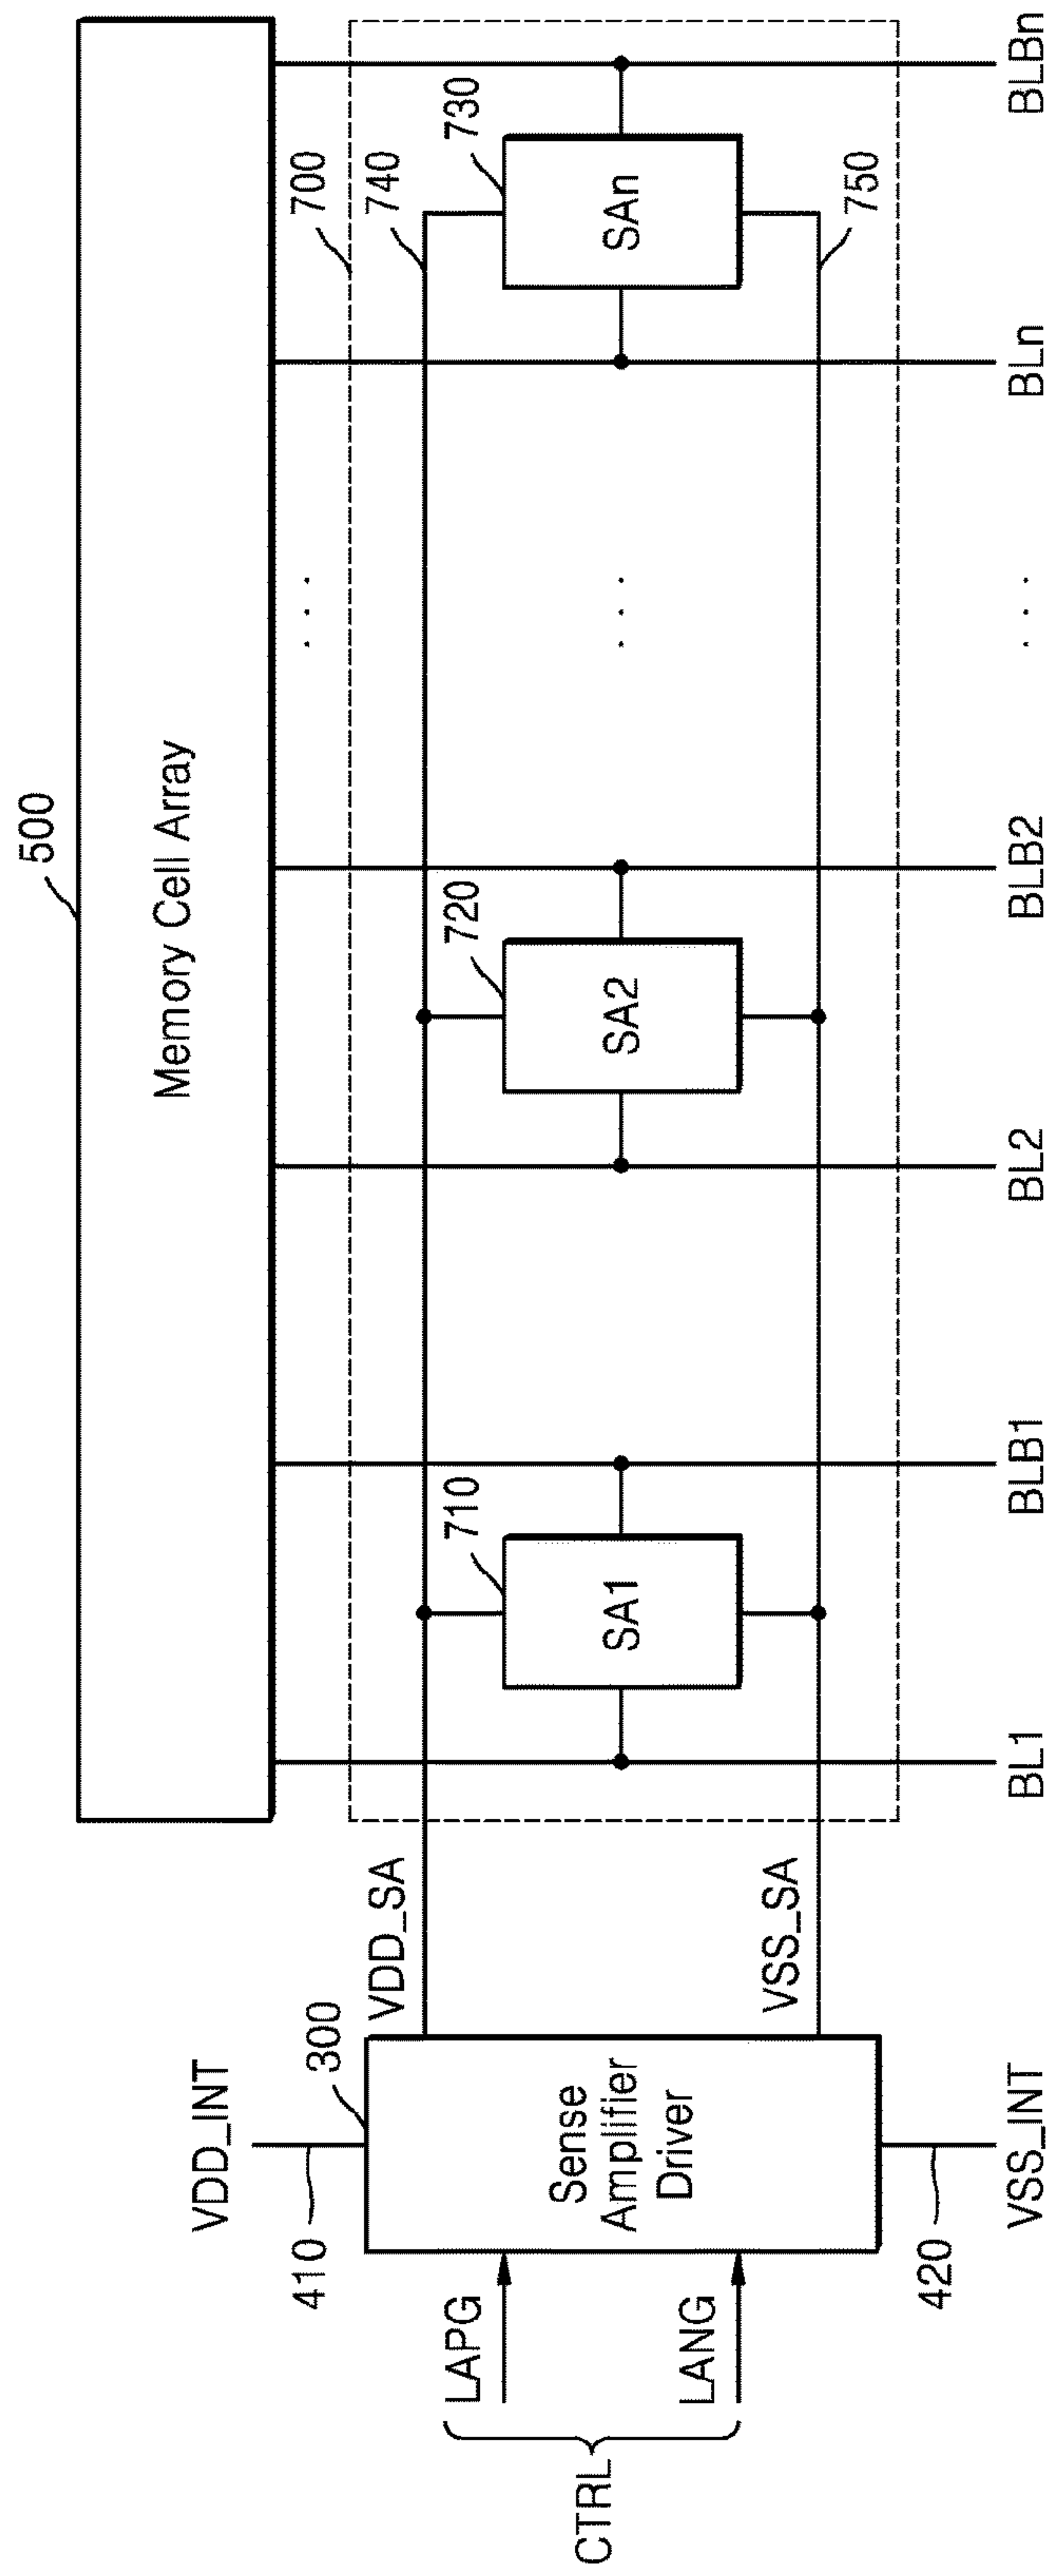 500
Memory Cell Array
VDD_INT
410
300
VDD_SA
700
740
710
720
730
CTRL
LAPG
LANG
Sense
Amplifier
Driver
SA1
SA2
. . .
SAn
. . .
VSS_SA
750
420
VSS_INT
BL1
BLB1
BL2
BLB2
. . .
BLn
BLBn